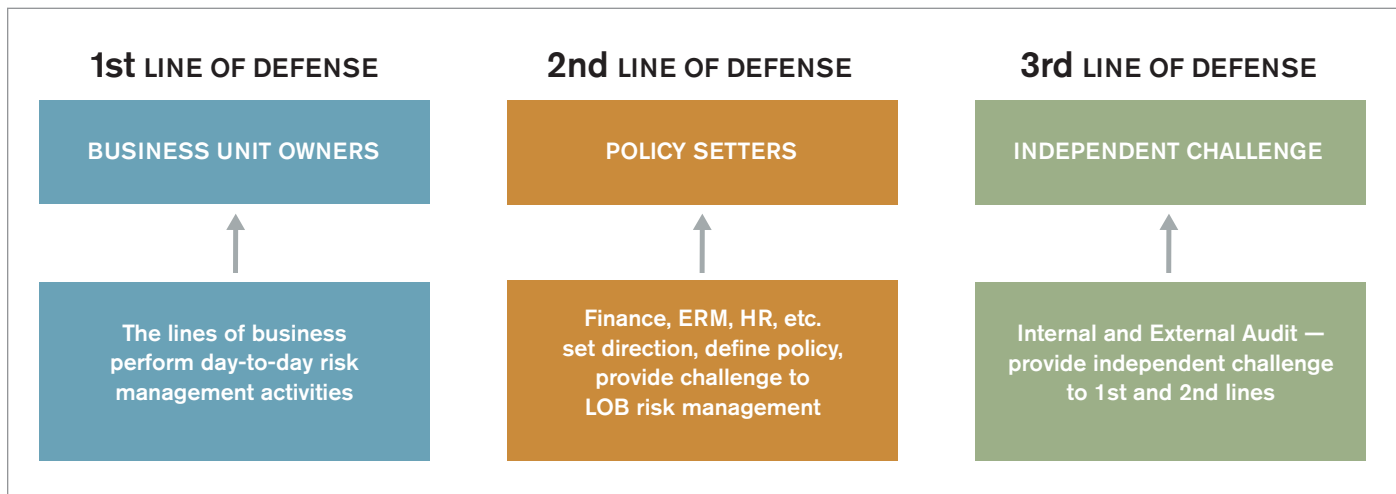 1st LINE OF DEFENSE
BUSINESS UNIT OWNERS
The lines of business
perform day-to-day risk
management activities
2nd LINE OF DEFENSE
POLICY SETTERS
Finance, ERM, HR, etc.
set direction, define policy,
provide challenge to
LOB risk management
3rd LINE OF DEFENSE
INDEPENDENT CHALLENGE
Internal and External Audit —
provide independent challenge
to 1st and 2nd lines